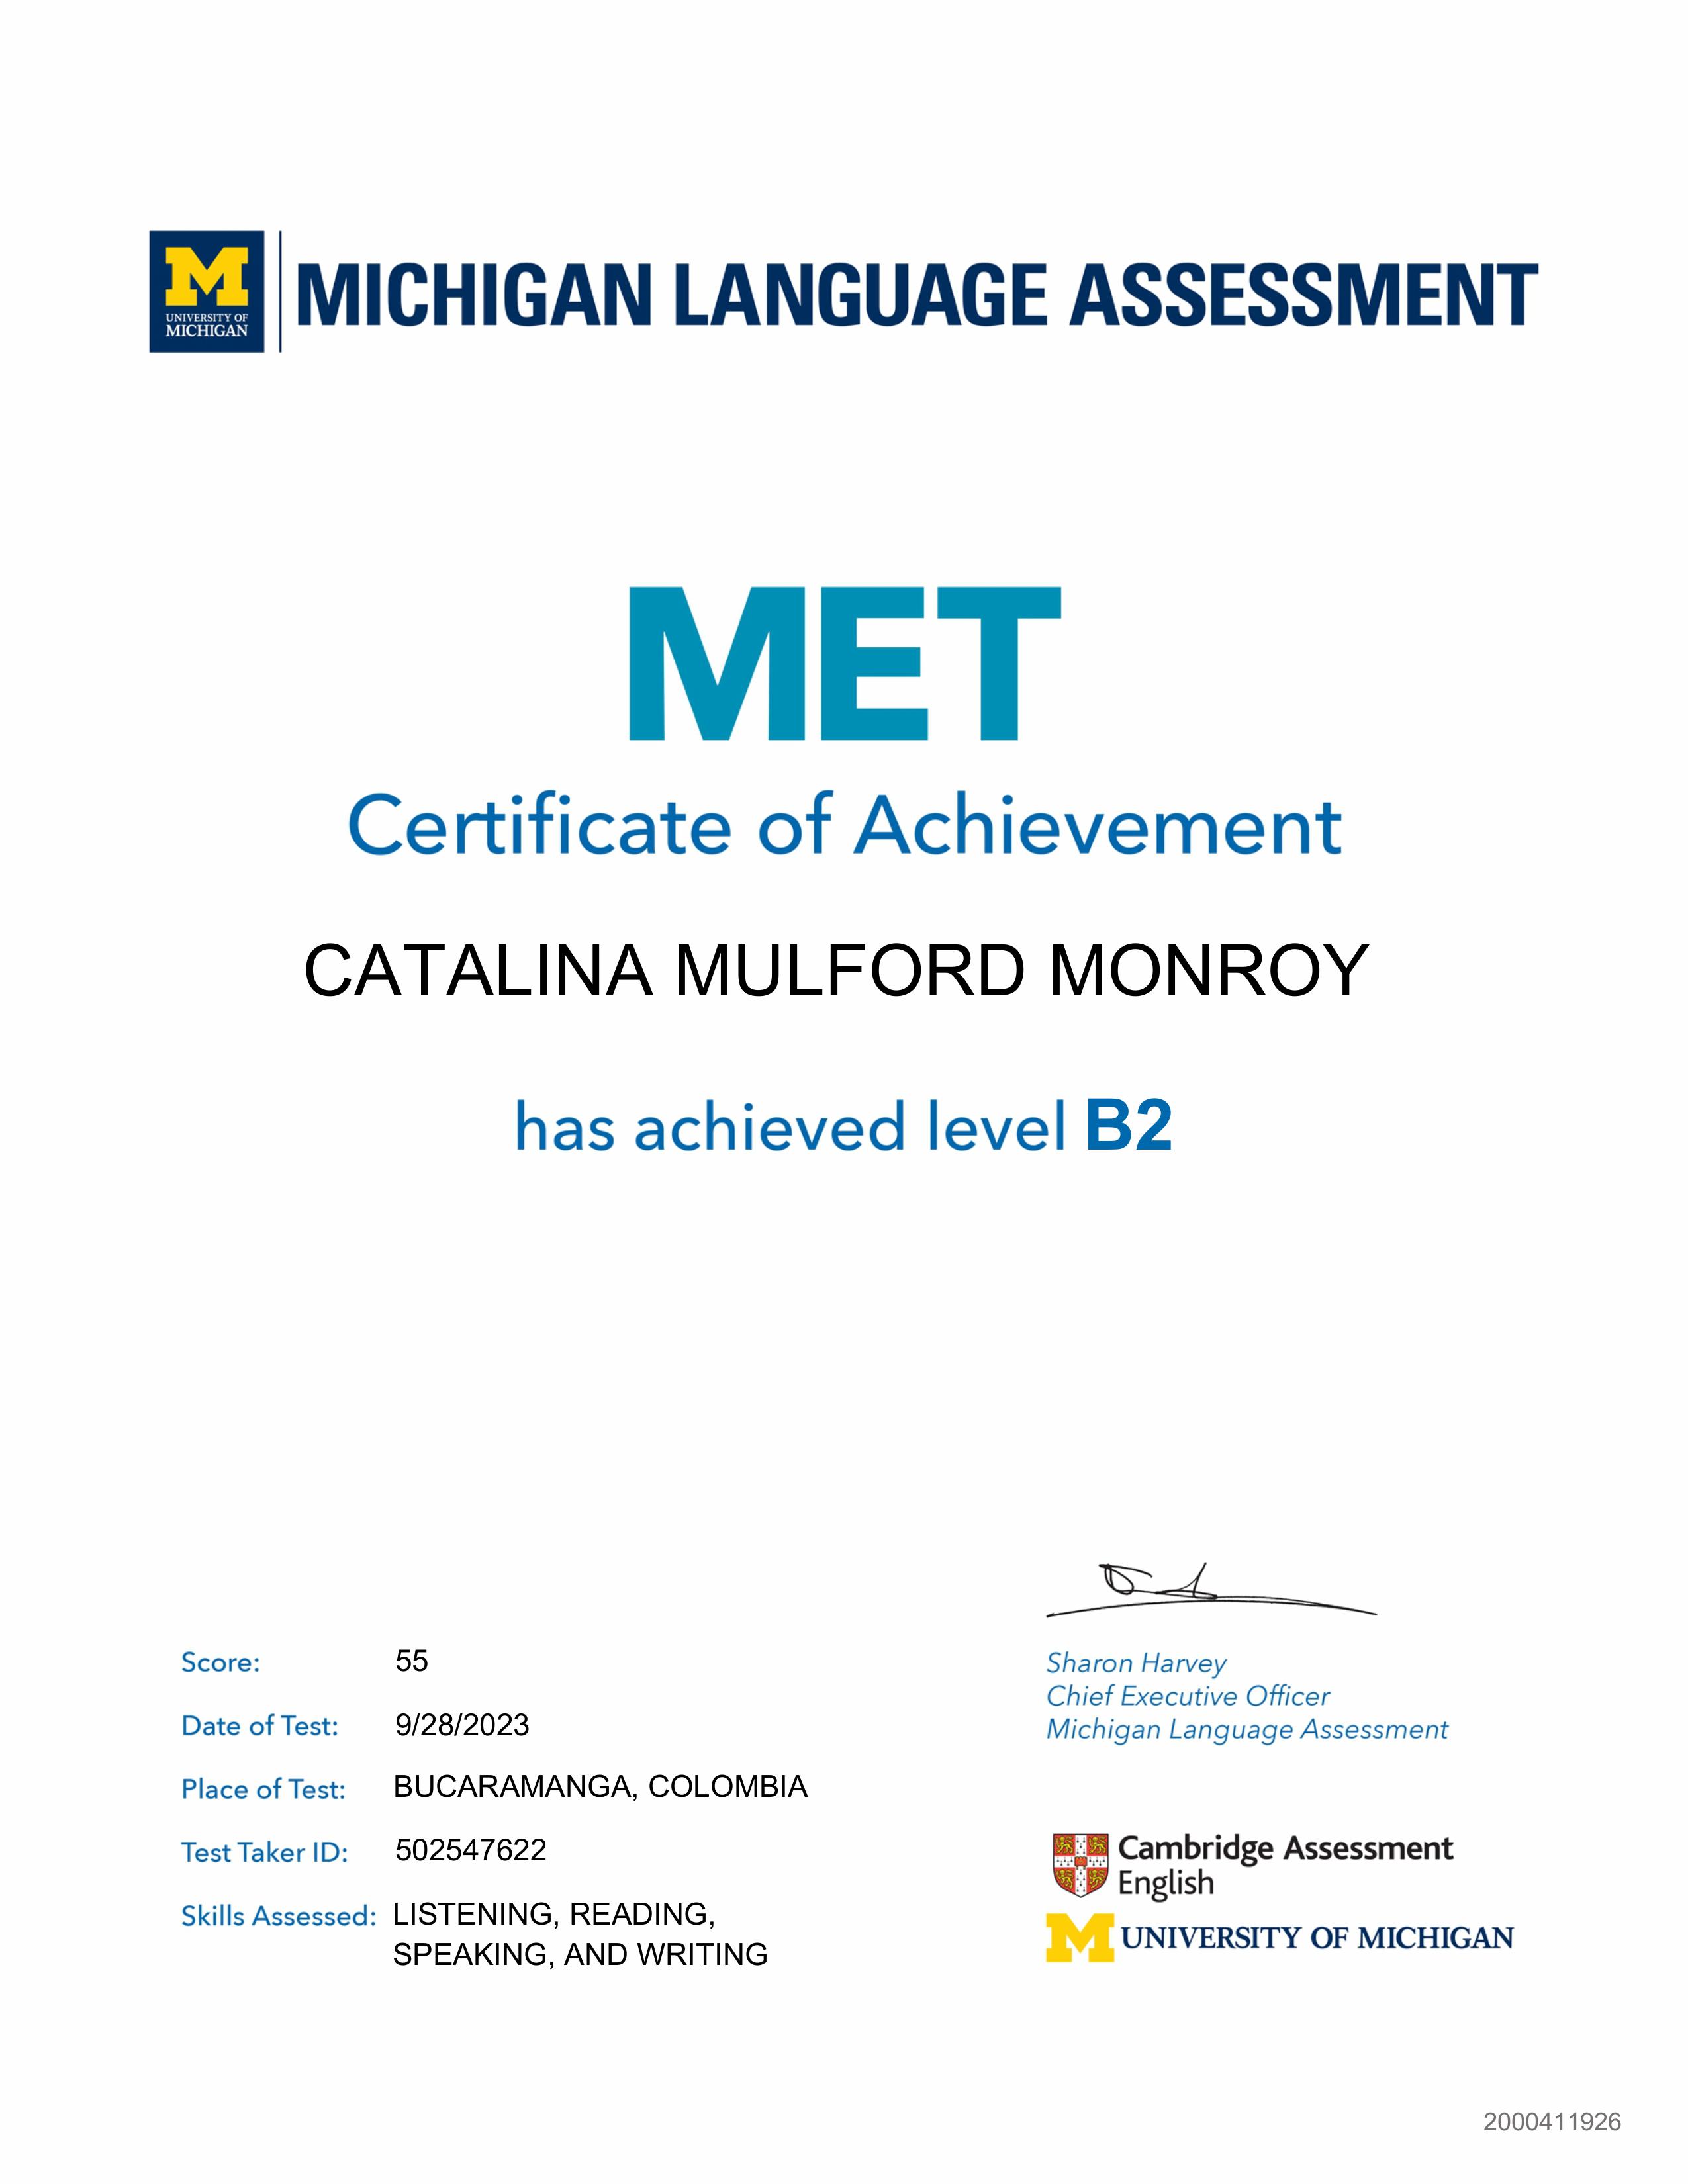 M
UNIVERSITY OF
MICHIGAN
MICHIGAN LANGUAGE ASSESSMENT
MET
Certificate of Achievement
CATALINA MULFORD MONROY
has achieved level B2
Score: 55
Date of Test: 9/28/2023
Place of Test: BUCARAMANGA, COLOMBIA
Test Taker ID: 502547622
Skills Assessed: LISTENING, READING,
SPEAKING, AND WRITING
Sharon Harvey
Chief Executive Officer
Michigan Language Assessment
Cambridge Assessment
English
M UNIVERSITY OF MICHIGAN
2000411926